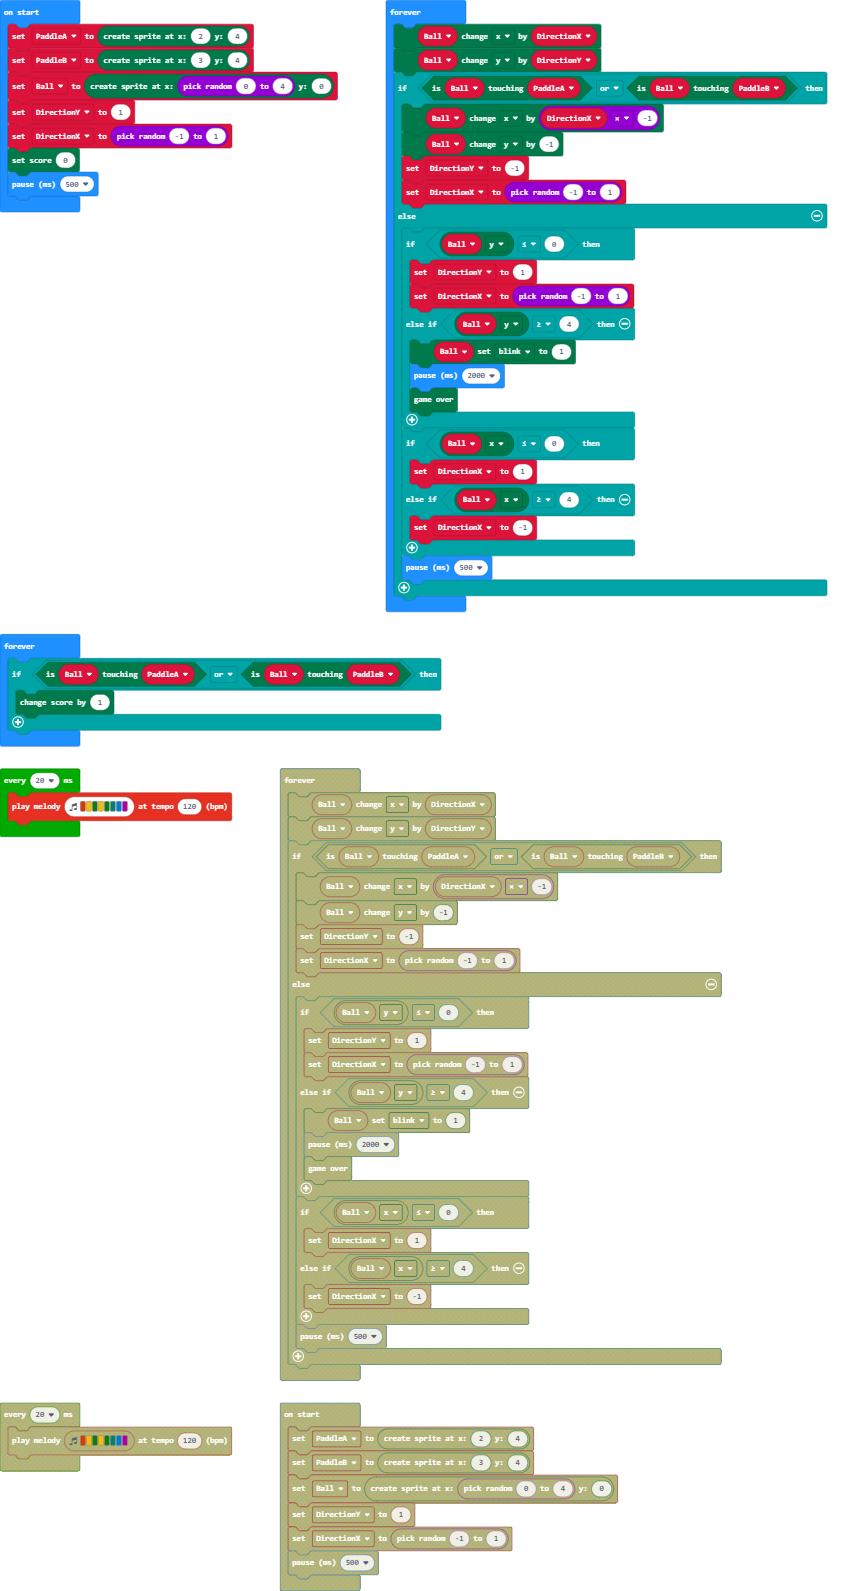 on start
set PaddleA to create sprite at x: 2 y: 4
set PaddleB to create sprite at x: 3 y: 4
set Ball to create sprite at x: pick random 0 to 4 y: 0
set DirectionY to 1
set DirectionX to pick random -1 to 1
set score 0
pause (ms) 500
forever
Ball change x by DirectionX
Ball change y by DirectionY
if is Ball touching PaddleA or is Ball touching PaddleB then
Ball change x by DirectionX × -1
Ball change y by -1
set DirectionY to -1
set DirectionX to pick random -1 to 1
else
if Ball y ≤ 0 then
set DirectionY to 1
set DirectionX to pick random -1 to 1
else if Ball y ≥ 4 then
Ball set blink to 1
pause (ms) 2000
game over
if Ball x ≤ 0 then
set DirectionX to 1
else if Ball x ≥ 4 then
set DirectionX to -1
pause (ms) 500
forever
if is Ball touching PaddleA or is Ball touching PaddleB then
change score by 1
every 20 ms
play melody at tempo 120 (bpm)
forever
Ball change x by DirectionX
Ball change y by DirectionY
if is Ball touching PaddleA or is Ball touching PaddleB then
Ball change x by DirectionX × -1
Ball change y by -1
set DirectionY to -1
set DirectionX to pick random -1 to 1
else
if Ball y ≤ 0 then
set DirectionY to 1
set DirectionX to pick random -1 to 1
else if Ball y ≥ 4 then
Ball set blink to 1
pause (ms) 2000
game over
if Ball x ≤ 0 then
set DirectionX to 1
else if Ball x ≥ 4 then
set DirectionX to -1
pause (ms) 500
every 20 ms
play melody at tempo 120 (bpm)
on start
set PaddleA to create sprite at x: 2 y: 4
set PaddleB to create sprite at x: 3 y: 4
set Ball to create sprite at x: pick random 0 to 4 y: 0
set DirectionY to 1
set DirectionX to pick random -1 to 1
pause (ms) 500